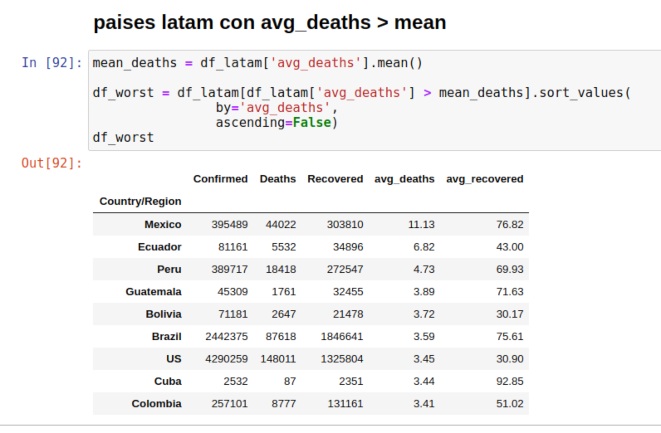 paises latam con avg_deaths > mean
In [92]: mean_deaths = df_latam['avg_deaths'].mean()
df_worst = df_latam[df_latam['avg_deaths'] > mean_deaths].sort_values(
by='avg_deaths',
ascending=False)
df_worst
Out[92]:
Confirmed Deaths Recovered avg_deaths avg_recovered
Country/Region
Mexico 395489 44022 303810 11.13 76.82
Ecuador 81161 5532 34896 6.82 43.00
Peru 389717 18418 272547 4.73 69.93
Guatemala 45309 1761 32455 3.89 71.63
Bolivia 71181 2647 21478 3.72 30.17
Brazil 2442375 87618 1846641 3.59 75.61
US 4290259 148011 1325804 3.45 30.90
Cuba 2532 87 2351 3.44 92.85
Colombia 257101 8777 131161 3.41 51.02